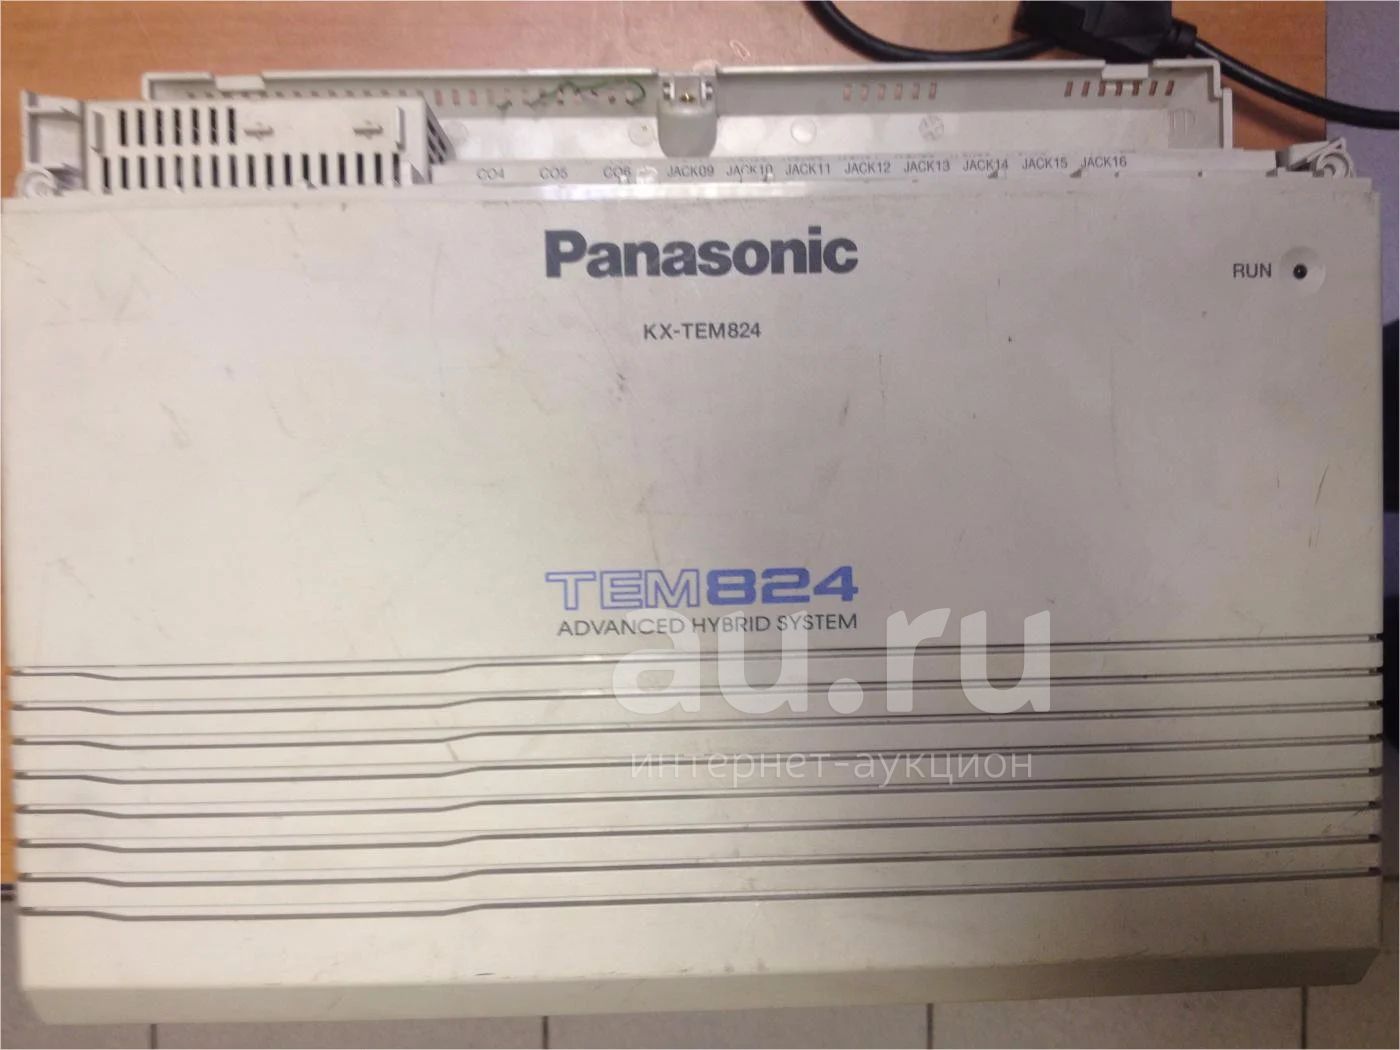 CO4 CO5 CO6 JACK09 JACK10 JACK11 JACK12 JACK13 JACK14 JACK15 JACK16
Panasonic
RUN
KX-TEM824
TEM824
ADVANCED HYBRID SYSTEM
au.ru
интернет-аукцион